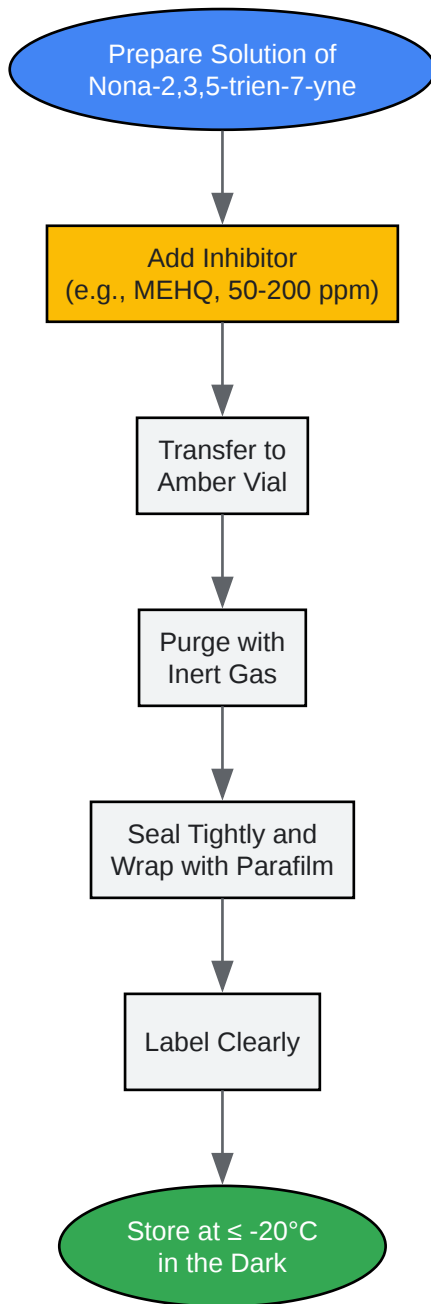 Prepare Solution of
Nona-2,3,5-trien-7-yne
Add Inhibitor
(e.g., MEHQ, 50-200 ppm)
Transfer to
Amber Vial
Purge with
Inert Gas
Seal Tightly and
Wrap with Parafilm
Label Clearly
Store at ≤ -20°C
in the Dark